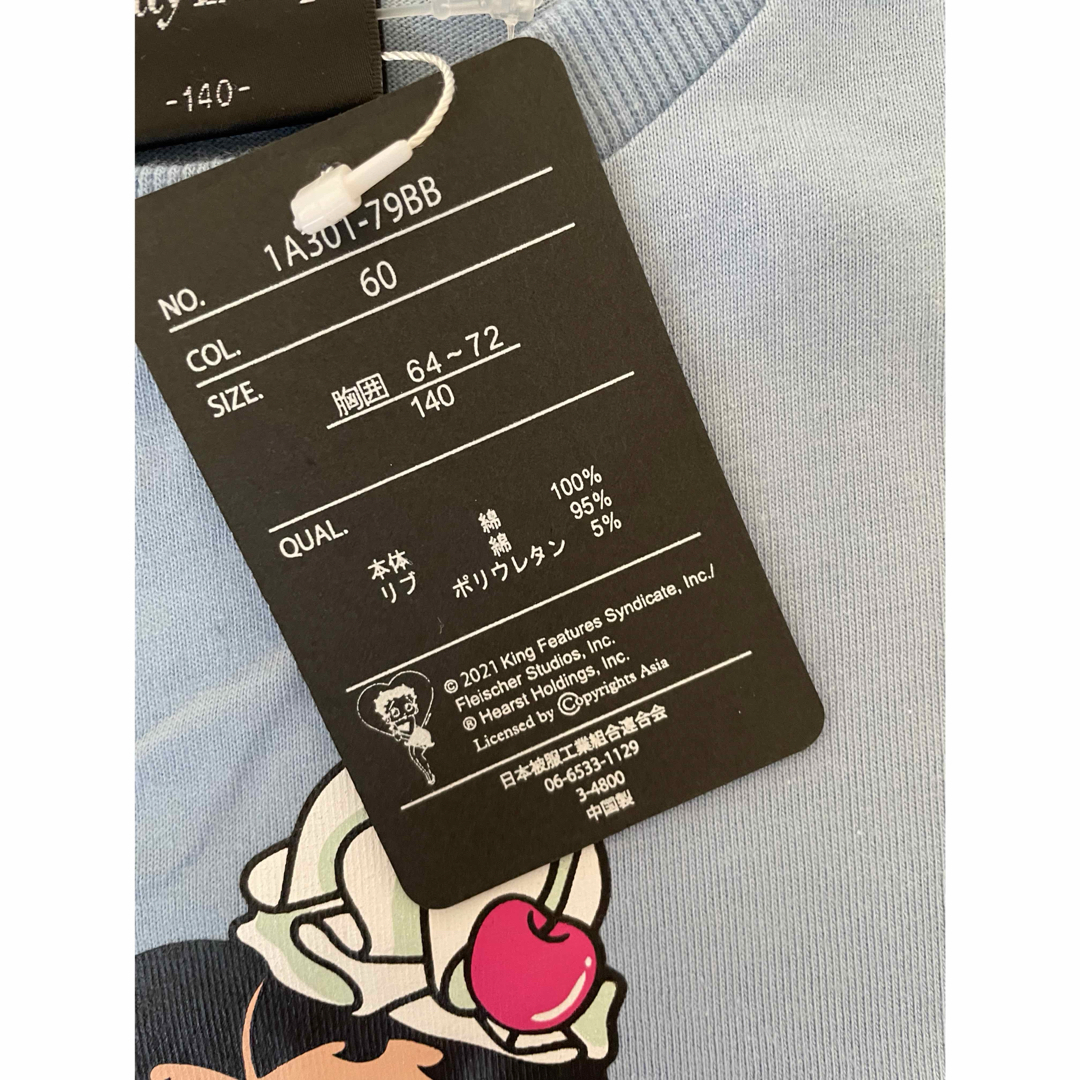 -140-
NO. 1A301-79BB
COL. 60
SIZE. 胸囲 64~72
140
QUAL.
本体 綿 100%
リブ 綿 95%
ポリウレタン 5%
© 2021 King Features Syndicate, Inc./
Fleischer Studios, Inc.
® Hearst Holdings, Inc.
Licensed by Copyrights Asia
日本被服工業組合連合会
06-6533-1129
3-4800
中国製